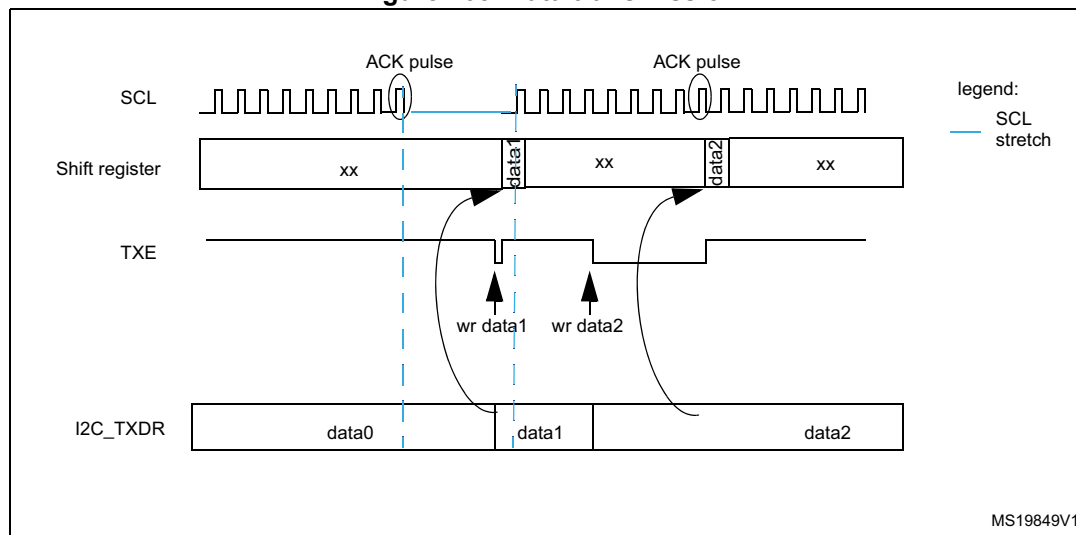 ACK pulse ACK pulse
SCL
legend:
SCL
stretch
Shift register
xx data1 xx data2 xx
TXE
wr data1 wr data2
I2C_TXDR
data0 data1 data2
MS19849V1